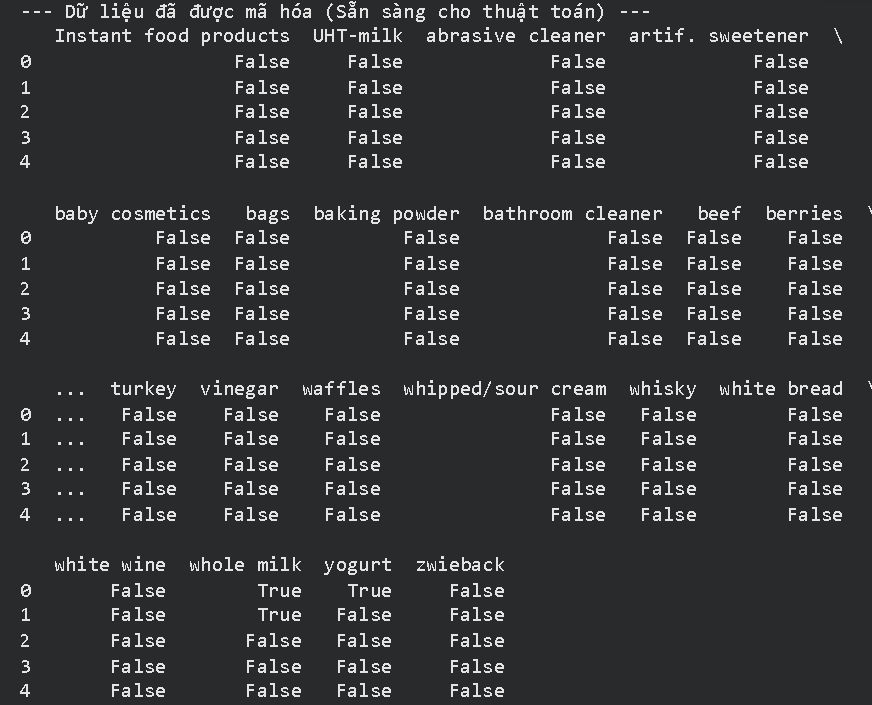 --- Dữ liệu đã được mã hóa (Sẵn sàng cho thuật toán) ---
   Instant food products  UHT-milk  abrasive cleaner  artif. sweetener  \
0                  False     False             False             False
1                  False     False             False             False
2                  False     False             False             False
3                  False     False             False             False
4                  False     False             False             False
   baby cosmetics   bags  baking powder  bathroom cleaner   beef  berries  \
0           False  False          False             False  False    False
1           False  False          False             False  False    False
2           False  False          False             False  False    False
3           False  False          False             False  False    False
4           False  False          False             False  False    False
   ...  turkey  vinegar  waffles  whipped/sour cream  whisky  white bread  \
0  ...   False    False    False               False   False        False
1  ...   False    False    False               False   False        False
2  ...   False    False    False               False   False        False
3  ...   False    False    False               False   False        False
4  ...   False    False    False               False   False        False
   white wine  whole milk  yogurt  zwieback
0       False        True    True     False
1       False        True   False     False
2       False       False   False     False
3       False       False   False     False
4       False       False   False     False